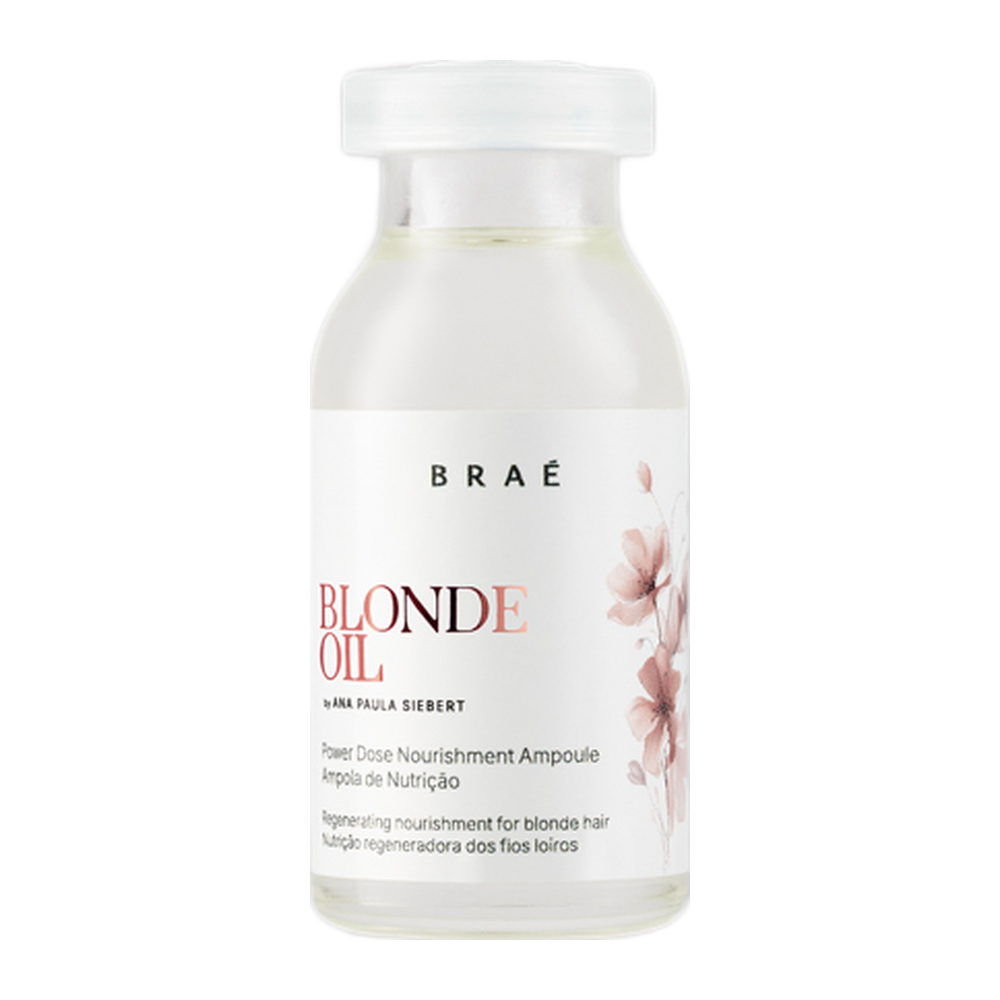 BRAÉ
BLONDE
OIL
by ANA PAULA SIEBERT
Power Dose Nourishment Ampoule
Ampola de Nutrição
Regenerating nourishment for blonde hair
Nutrição regeneradora dos fios loiros